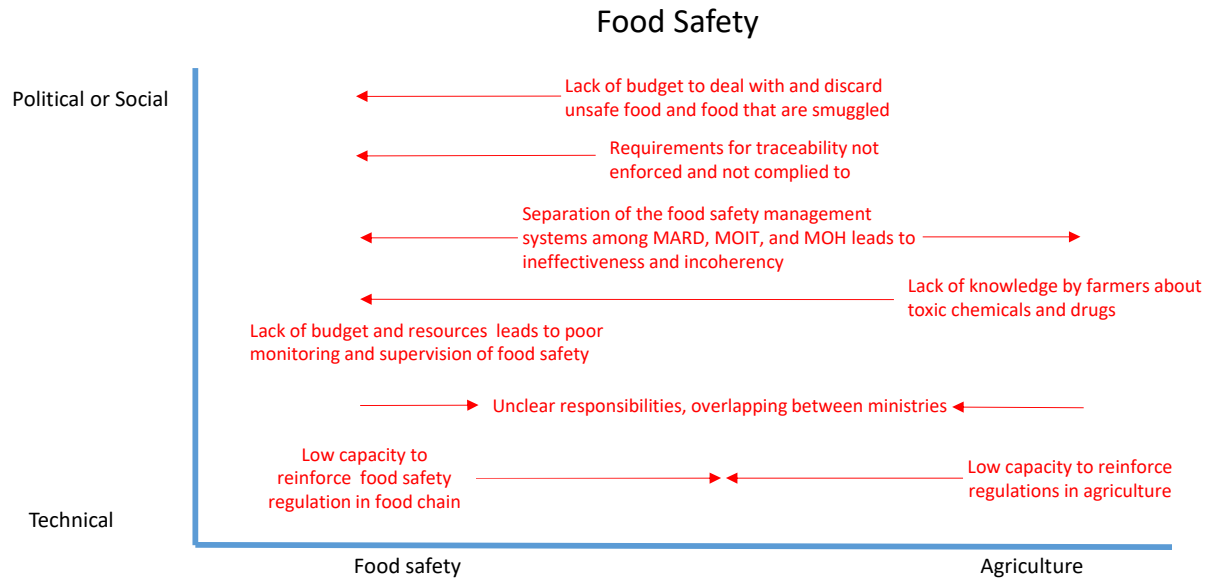 Food Safety
Political or Social
Lack of budget to deal with and discard
unsafe food and food that are smuggled
Requirements for traceability not
enforced and not complied to
Separation of the food safety management
systems among MARD, MOIT, and MOH leads to
ineffectiveness and incoherency
Lack of knowledge by farmers about
toxic chemicals and drugs
Lack of budget and resources leads to poor
monitoring and supervision of food safety
Unclear responsibilities, overlapping between ministries
Low capacity to
reinforce food safety
regulation in food chain
Low capacity to reinforce
regulations in agriculture
Technical
Food safety
Agriculture